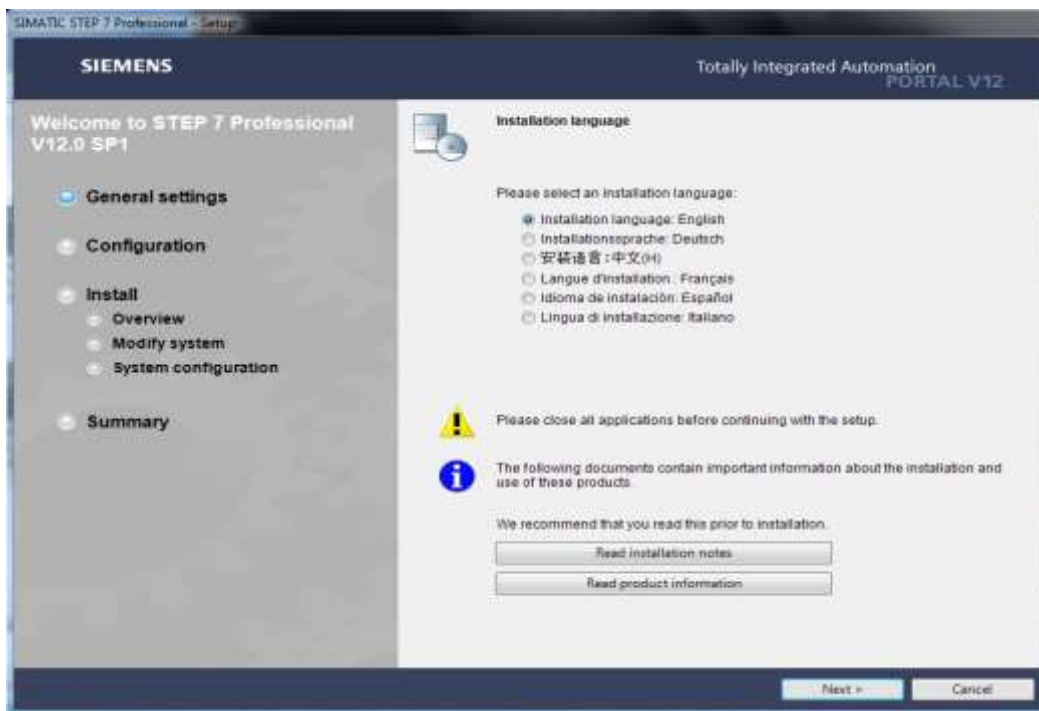 SIMATIC STEP 7 Professional - Setup
SIEMENS
Totally Integrated Automation
PORTAL V12
Welcome to STEP 7 Professional
V12.0 SP1
General settings
Configuration
Install
Overview
Modify system
System configuration
Summary
Installation language
Please select an installation language:
Installation language: English
Installationssprache: Deutsch
安装语言:中文(H)
Langue d'installation : Français
Idioma de instalación: Español
Lingua di installazione: Italiano
Please close all applications before continuing with the setup.
The following documents contain important information about the installation and
use of these products.
We recommend that you read this prior to installation.
Read installation notes
Read product information
Next >
Cancel